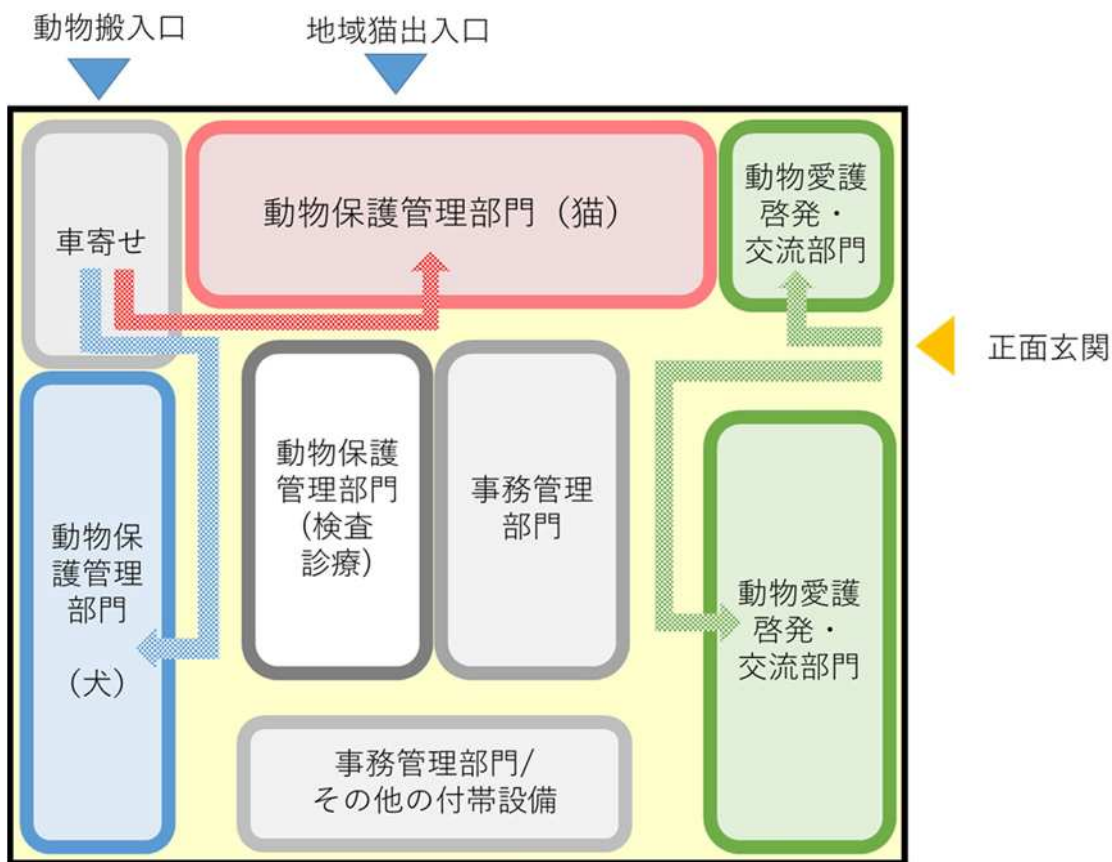 動物搬入口
地域猫出入口
車寄せ
動物保護管理部門（猫）
動物愛護
啓発・
交流部門
正面玄関
動物保
護管理
部門
（犬）
動物保護
管理部門
(検査
診療)
事務管理
部門
動物愛護
啓発・
交流部門
事務管理部門/
その他の付帯設備